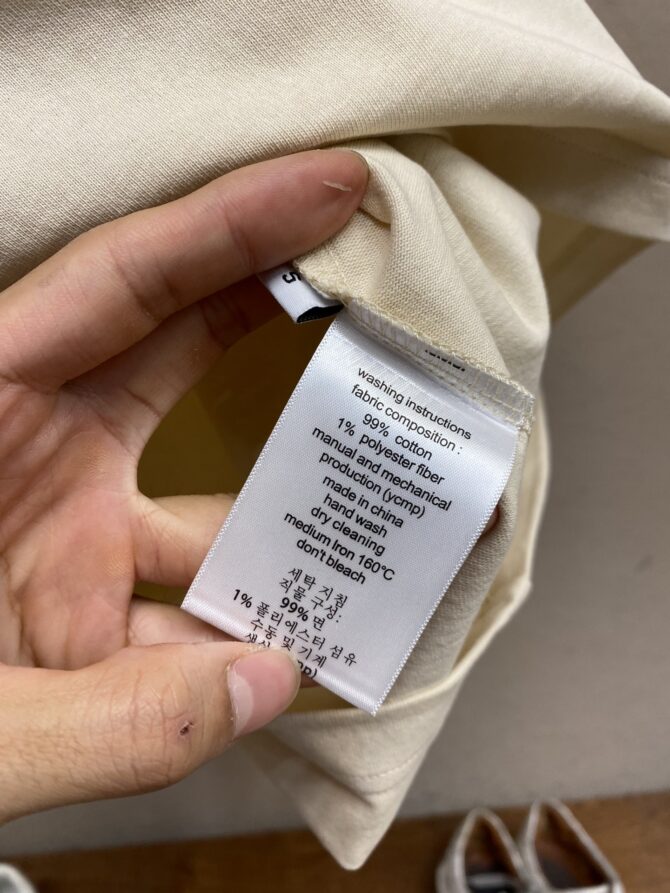 S
washing instructions
fabric composition :
99% cotton
1% polyester fiber
manual and mechanical
production (ycmp)
made in china
hand wash
dry cleaning
medium Iron 160°C
don't bleach
세탁 지침
직물 구성:
99% 면
1% 폴리에스터 섬유
수동 및 기계